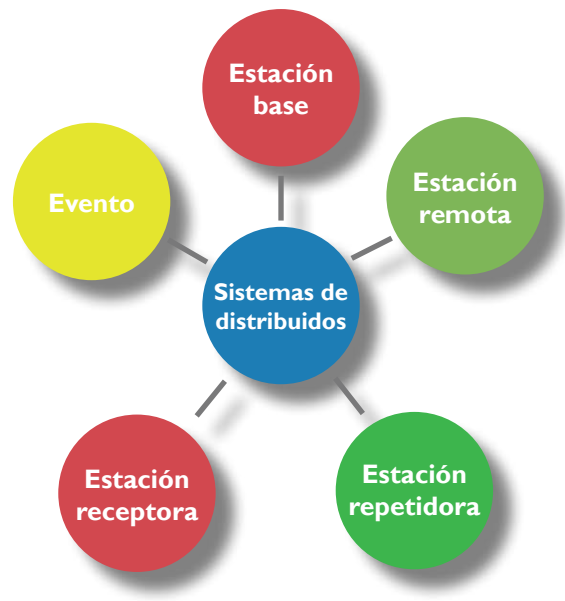 Estación
base
Evento
Estación
remota
Sistemas de
distribuidos
Estación
receptora
Estación
repetidora